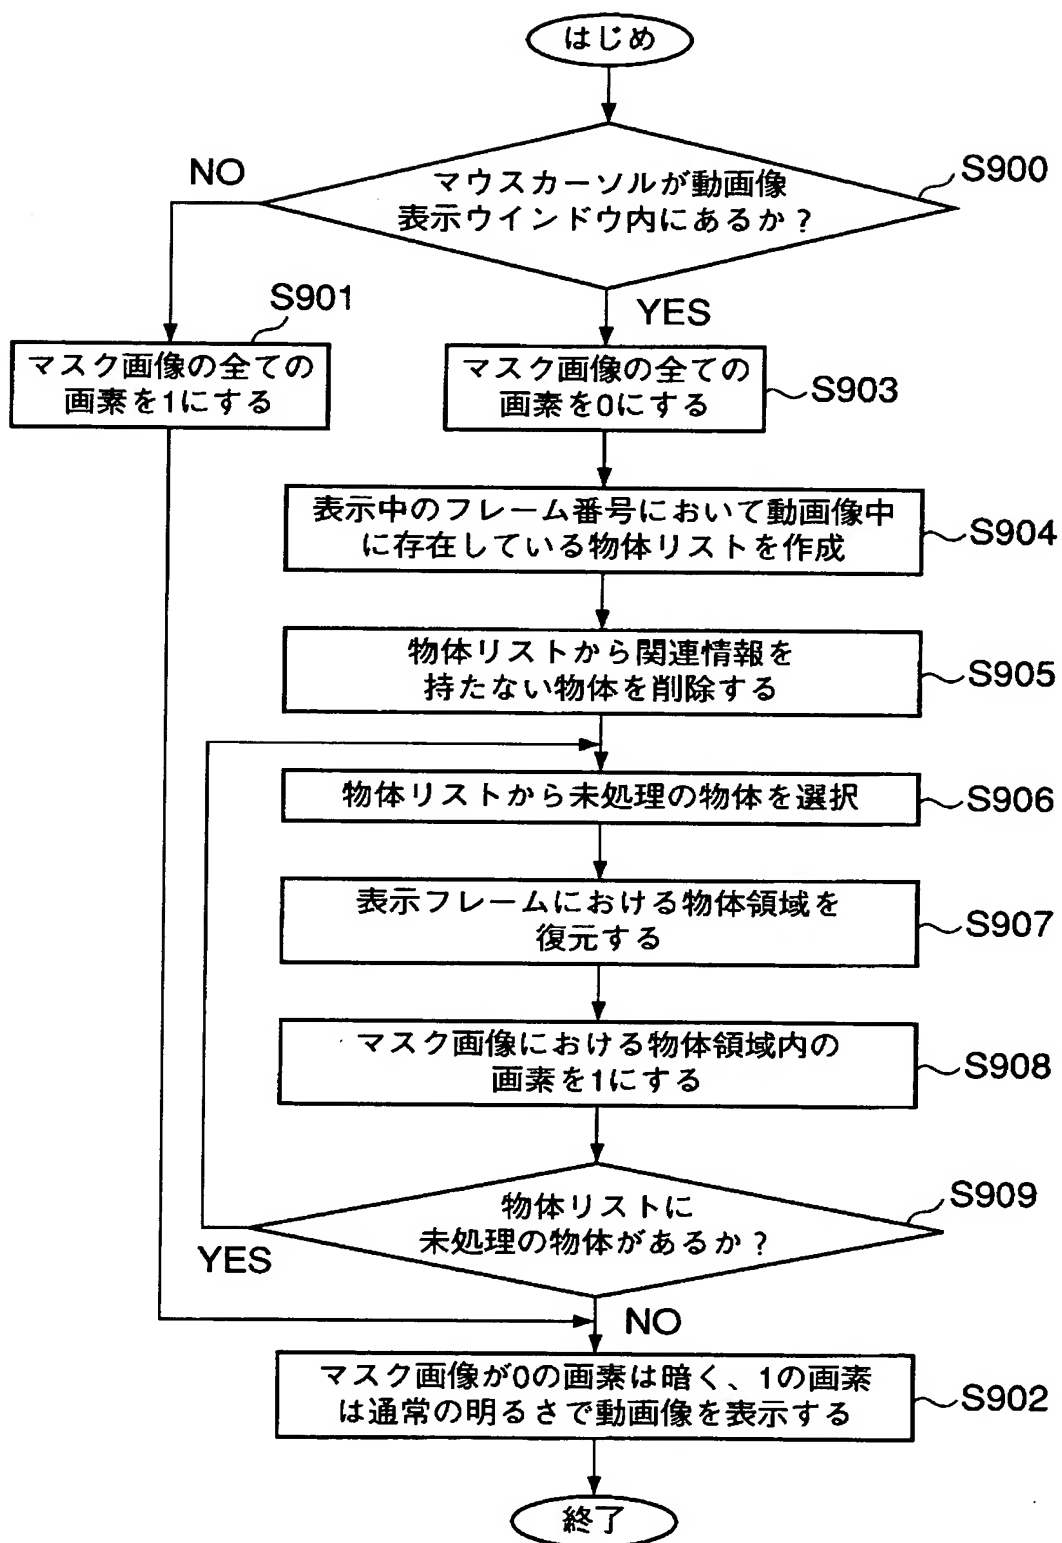 はじめ
マウスカーソルが動画像
表示ウインドウ内にあるか？
S900
NO
YES
S901
マスク画像の全ての
画素を1にする
マスク画像の全ての
画素を0にする
S903
表示中のフレーム番号において動画像中
に存在している物体リストを作成
S904
物体リストから関連情報を
持たない物体を削除する
S905
物体リストから未処理の物体を選択
S906
表示フレームにおける物体領域を
復元する
S907
マスク画像における物体領域内の
画素を1にする
S908
物体リストに
未処理の物体があるか？
S909
YES
NO
マスク画像が0の画素は暗く、1の画素
は通常の明るさで動画像を表示する
S902
終了